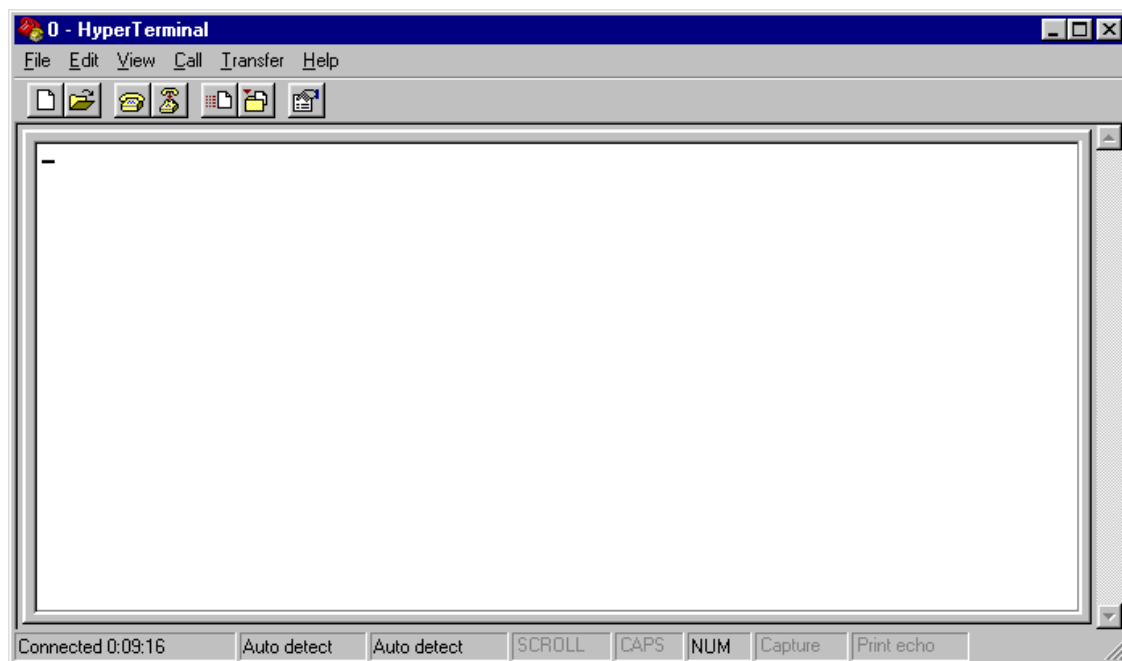 0 - HyperTerminal
File Edit View Call Transfer Help
Connected 0:09:16 Auto detect Auto detect SCROLL CAPS NUM Capture Print echo